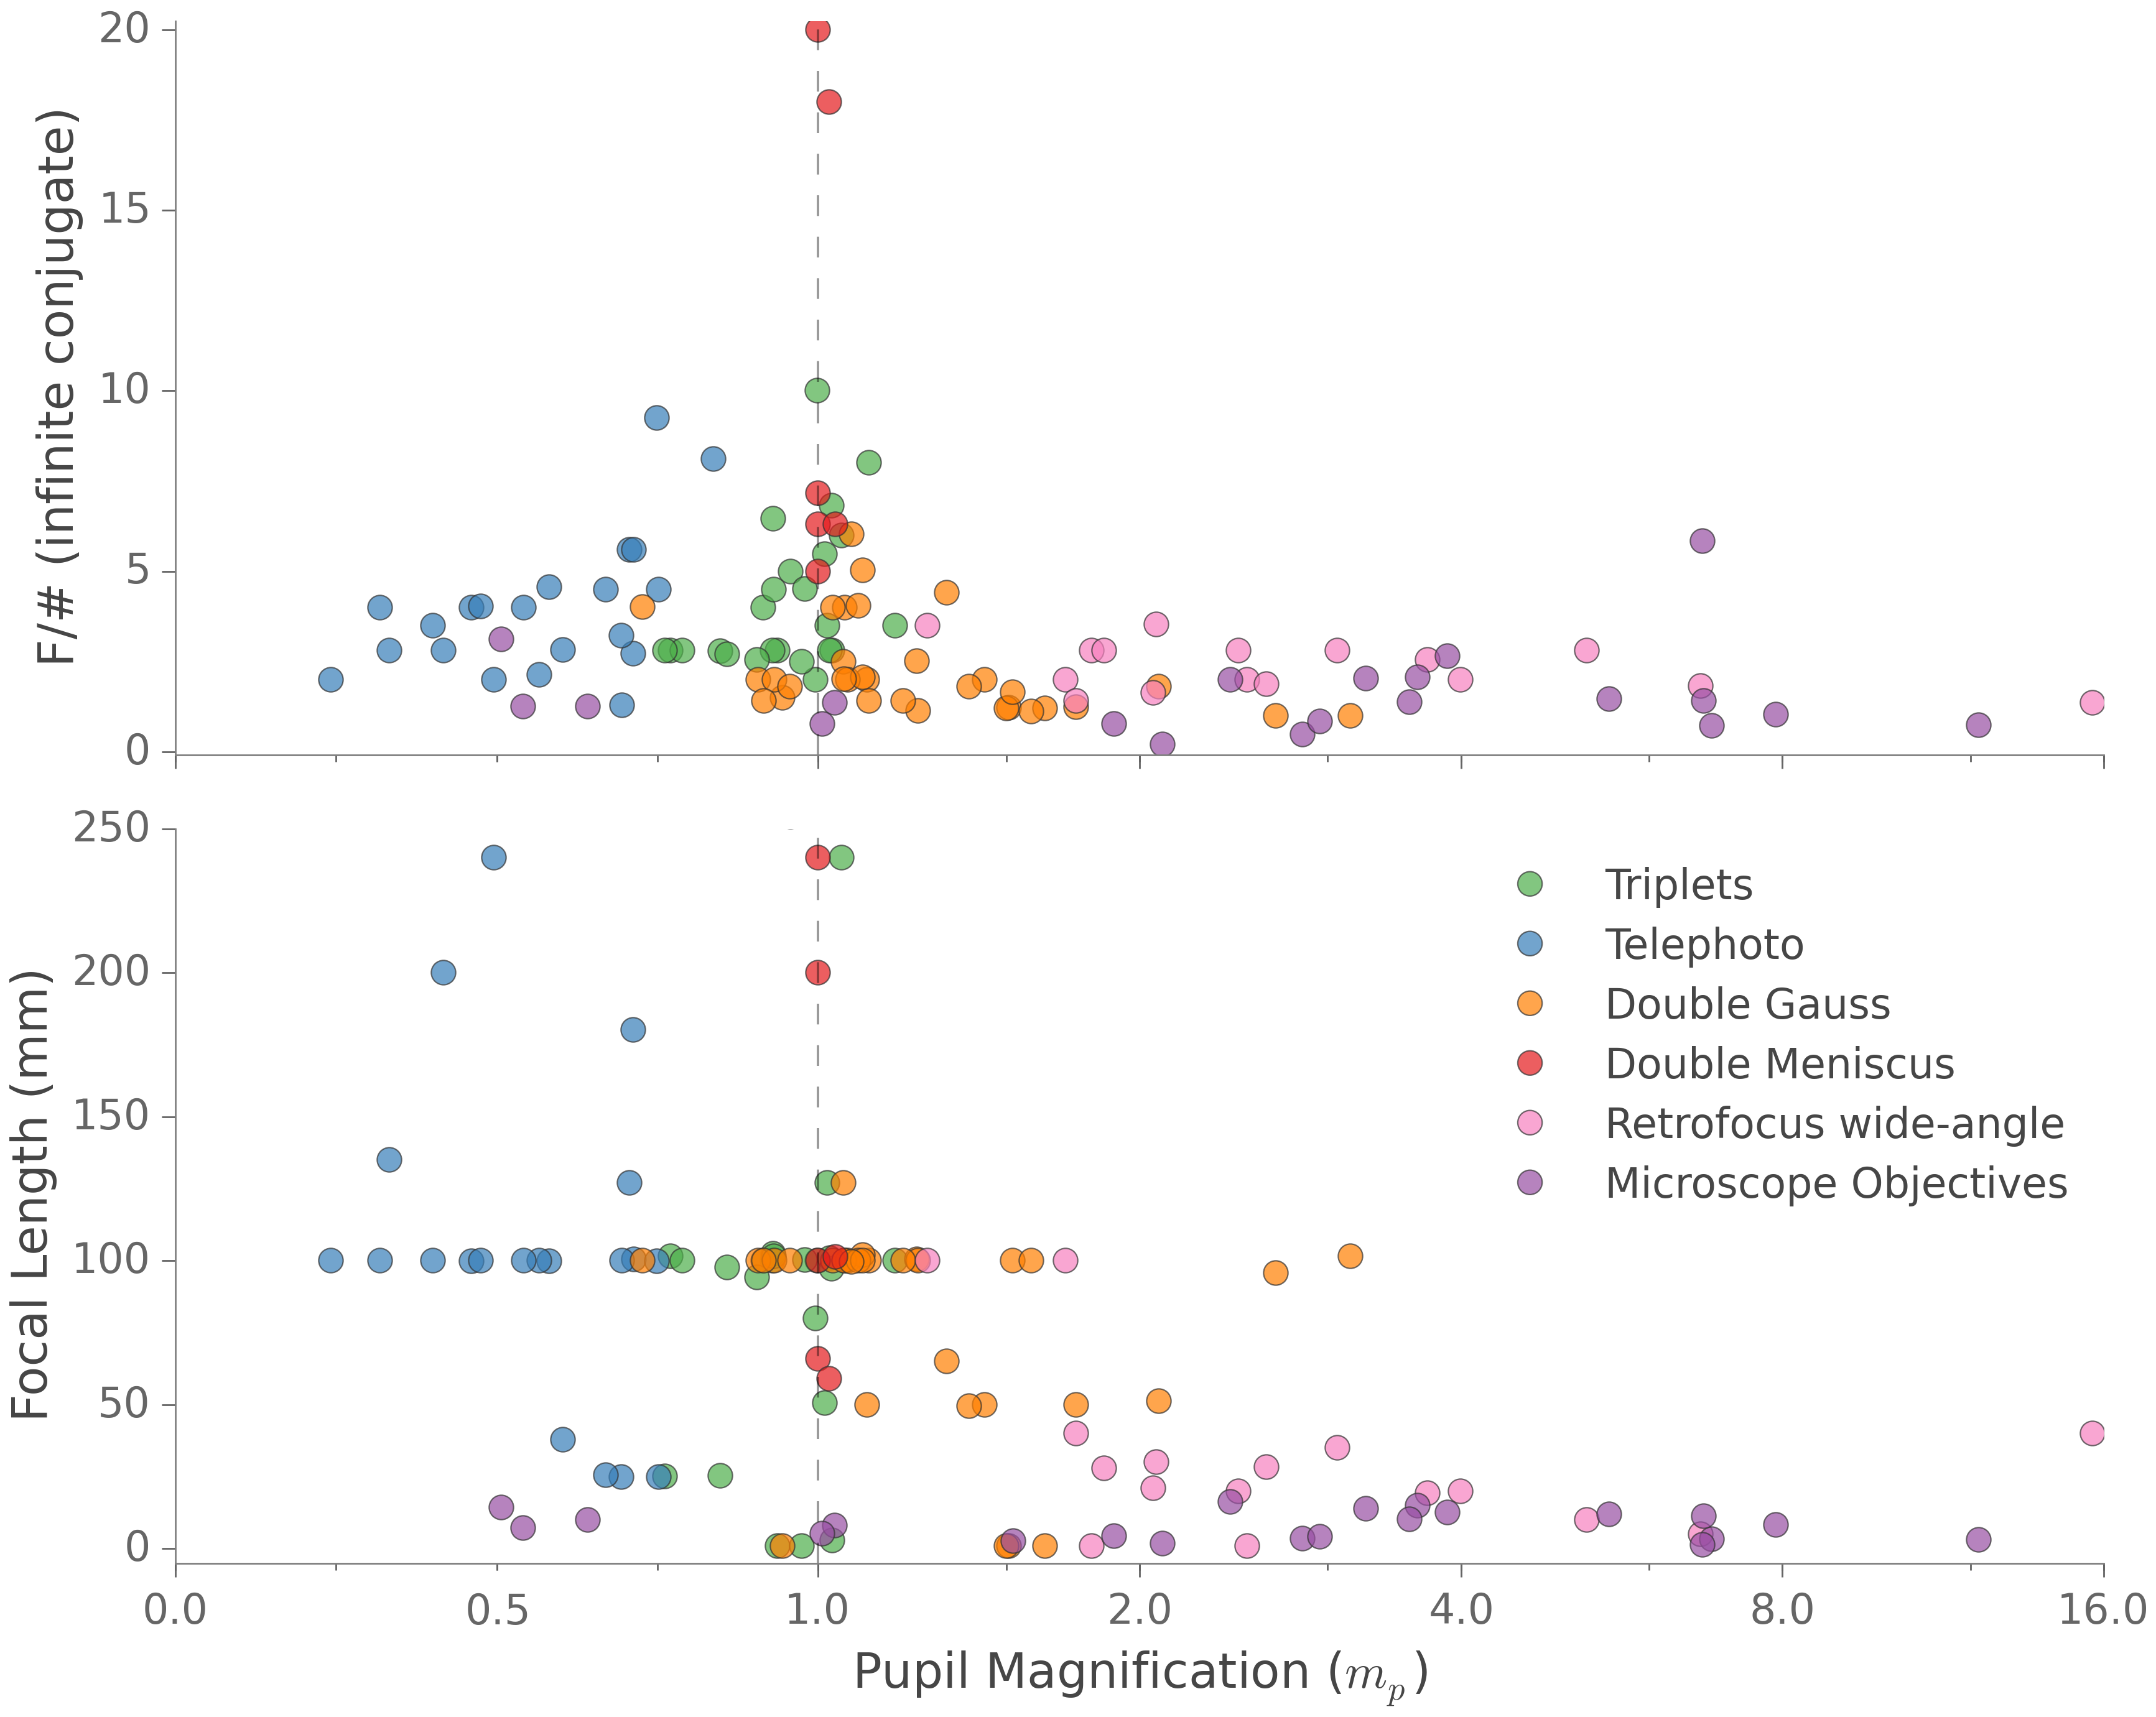 20
15
10
5
0
F/# (infinite conjugate)
250
200
150
100
50
0
Focal Length (mm)
Triplets
Telephoto
Double Gauss
Double Meniscus
Retrofocus wide-angle
Microscope Objectives
0.0 0.5 1.0 2.0 4.0 8.0 16.0
Pupil Magnification (m_p)